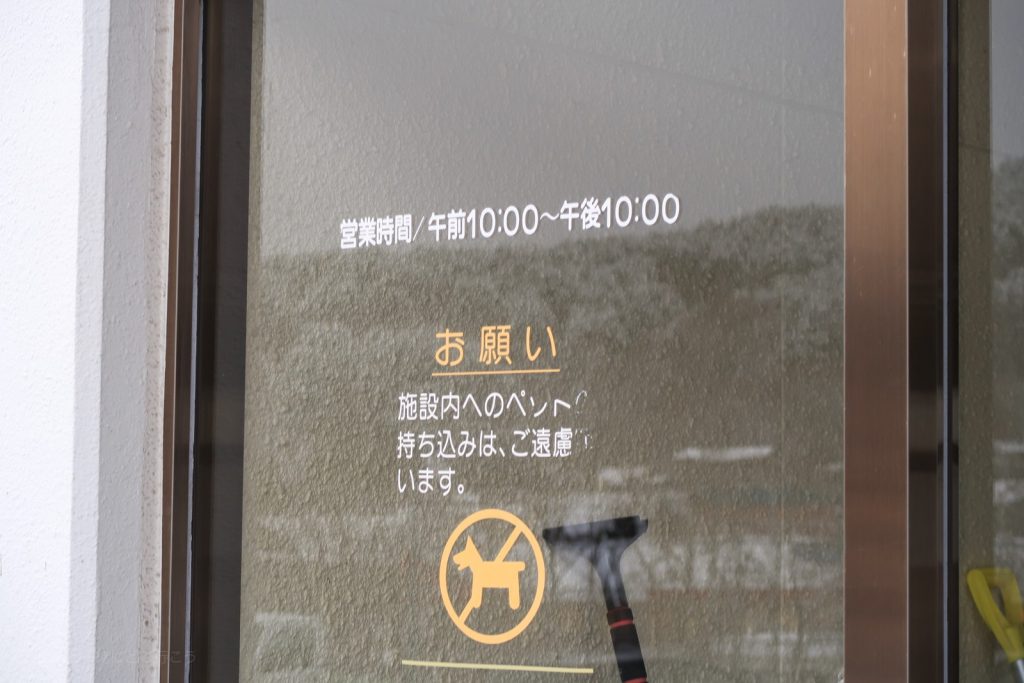 営業時間/午前10:00～午後10:00
お願い
施設内へのペット
持ち込みは、ご遠慮
います。